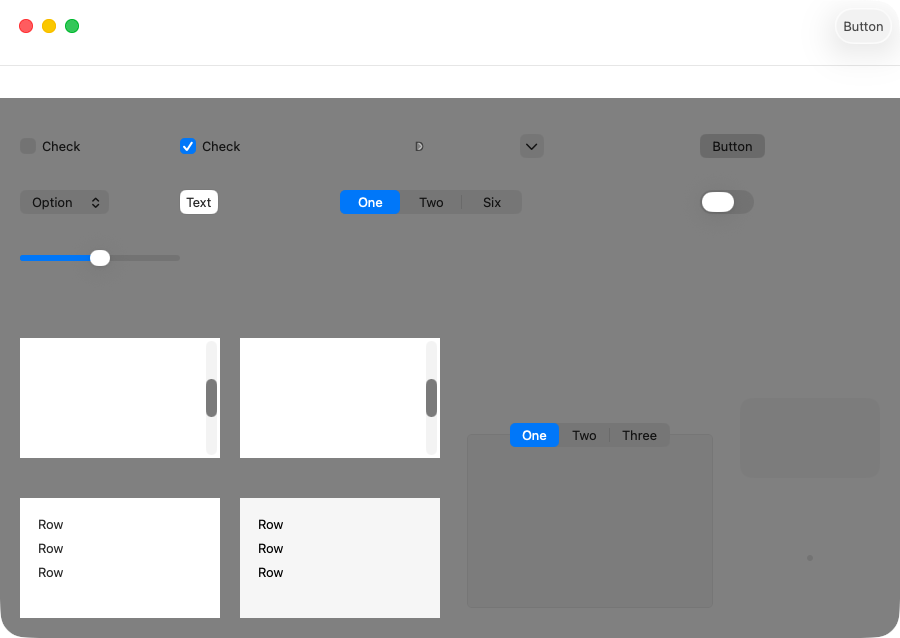 Button
Check
Check
Button
Option
Text
One
Two
Six
One
Two
Three
Row
Row
Row
Row
Row
Row